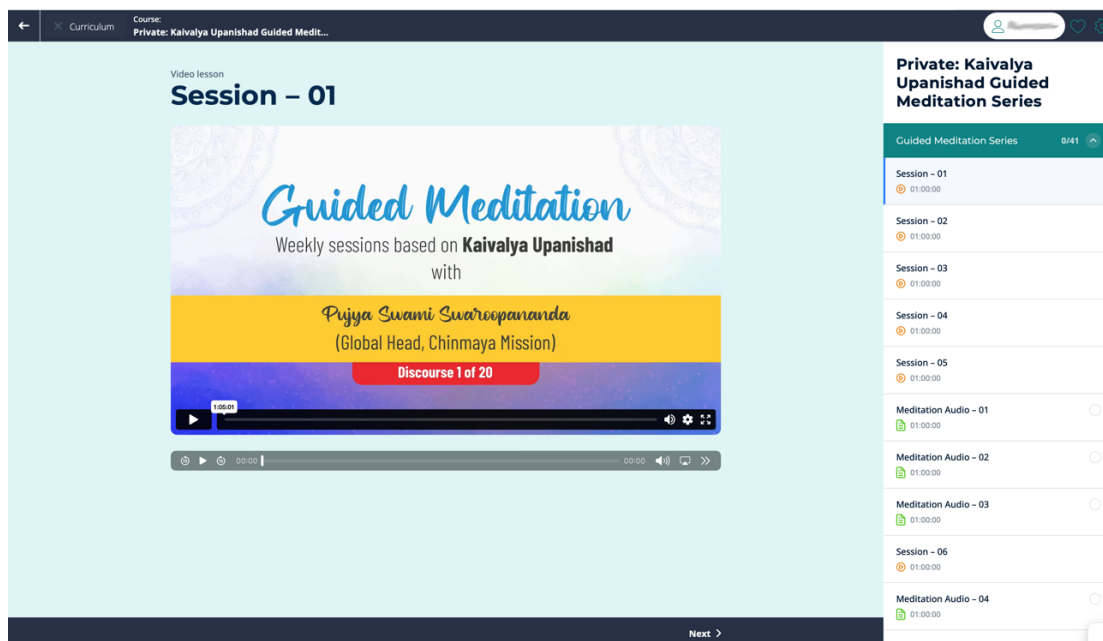 Curriculum
Course:
Private: Kaivalya Upanishad Guided Medit...
Video lesson
Session – 01
Guided Meditation
Weekly sessions based on Kaivalya Upanishad
with
Pujya Swami Swaroopananda
(Global Head, Chinmaya Mission)
Discourse 1 of 20
1:05:01
00:00
00:00
Next
Private: Kaivalya
Upanishad Guided
Meditation Series
Guided Meditation Series 0/41
Session – 01
01:00:00
Session – 02
01:00:00
Session – 03
01:00:00
Session – 04
01:00:00
Session – 05
01:00:00
Meditation Audio – 01
01:00:00
Meditation Audio – 02
01:00:00
Meditation Audio – 03
01:00:00
Session – 06
01:00:00
Meditation Audio – 04
01:00:00